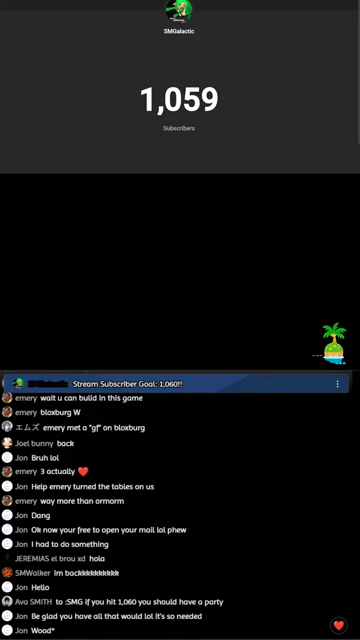 SMGalactic
1,059
Subscribers
SMGalactic Stream Subscriber Goal: 1,060!!
emery wait u can build in this game
emery bloxburg W
エムズ emery met a "gf" on bloxburg
Joel bunny back
Jon Bruh lol
emery 3 actually ❤️
Jon Help emery turned the tables on us
emery way more than ormorm
Jon Dang
Jon Ok now your free to open your mail lol phew
Jon I had to do something
JEREMIAS el brou xd hola
SMWalker Im backkkkkkkkkk
Jon Hello
Ava SMITH to :SMG if you hit 1,060 you should have a party
Jon Be glad you have all that would lol it's so needed
Jon Wood*